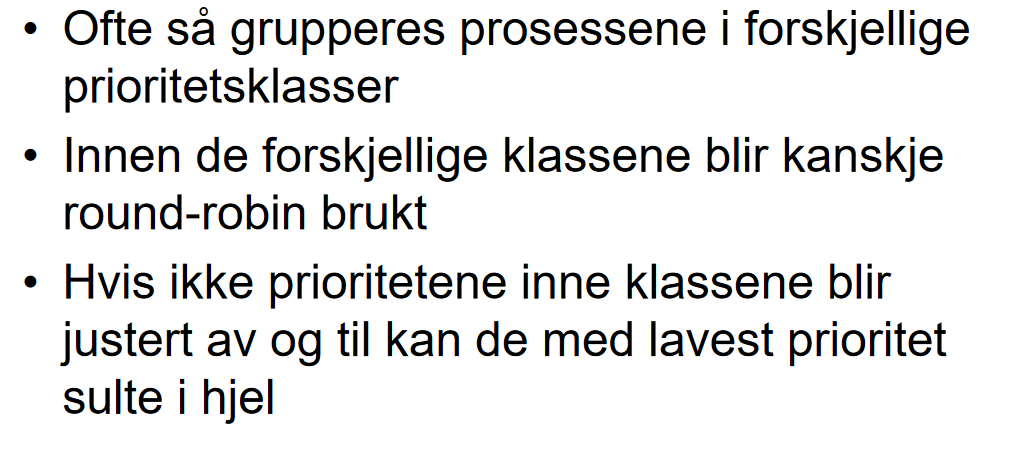 • Ofte så grupperes prosessene i forskjellige
prioritetsklasser
• Innen de forskjellige klassene blir kanskje
round-robin brukt
• Hvis ikke prioritetene inne klassene blir
justert av og til kan de med lavest prioritet
sulte i hjel